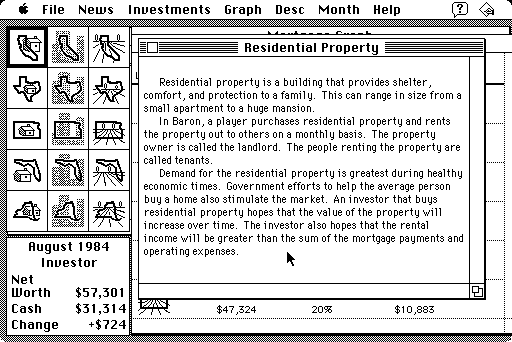 File News Investments Graph Desc Month Help
Residential Property
Residential property is a building that provides shelter,
comfort, and protection to a family. This can range in size from a
small apartment to a huge mansion.
In Baron, a player purchases residential property and rents
the property out to others on a monthly basis. The property
owner is called the landlord. The people renting the property are
called tenants.
Demand for the residential property is greatest during healthy
economic times. Government efforts to help the average person
buy a home also stimulate the market. An investor that buys
residential property hopes that the value of the property will
increase over time. The investor also hopes that the rental
income will be greater than the sum of the mortgage payments and
operating expenses.
August 1984
Investor
Net
Worth $57,301
Cash $31,314
Change +$724
$47,324 20% $10,883